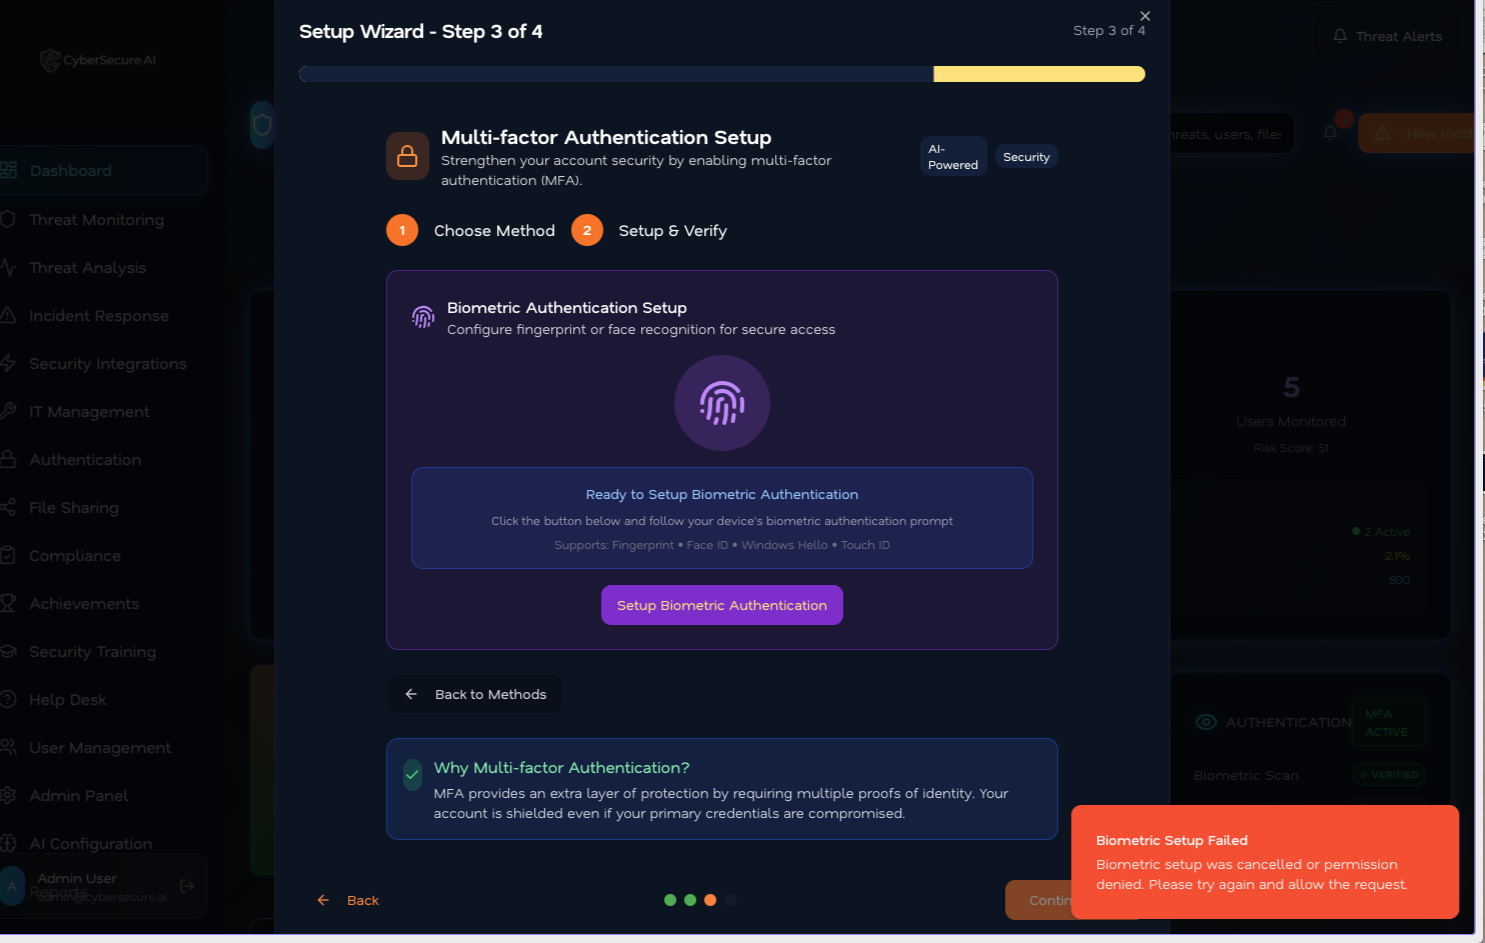 CyberSecure AI
Dashboard
Threat Monitoring
Threat Analysis
Incident Response
Security Integrations
IT Management
Authentication
File Sharing
Compliance
Achievements
Security Training
Help Desk
User Management
Admin Panel
AI Configuration
Reports
A
Admin User
admin@cybersecure.ai
Setup Wizard - Step 3 of 4
Step 3 of 4
Multi-factor Authentication Setup
Strengthen your account security by enabling multi-factor
authentication (MFA).
AI-
Powered
Security
1 Choose Method 2 Setup & Verify
Biometric Authentication Setup
Configure fingerprint or face recognition for secure access
Ready to Setup Biometric Authentication
Click the button below and follow your device's biometric authentication prompt
Supports: Fingerprint • Face ID • Windows Hello • Touch ID
Setup Biometric Authentication
Back to Methods
Why Multi-factor Authentication?
MFA provides an extra layer of protection by requiring multiple proofs of identity. Your
account is shielded even if your primary credentials are compromised.
Back
Contin
Threat Alerts
hreats, users, files
New Incid
5
Users Monitored
Risk Score: 51
2 Active
2.1%
500
AUTHENTICATION
MFA
ACTIVE
Biometric Scan
✓ VERIFIED
Biometric Setup Failed
Biometric setup was cancelled or permission
denied. Please try again and allow the request.